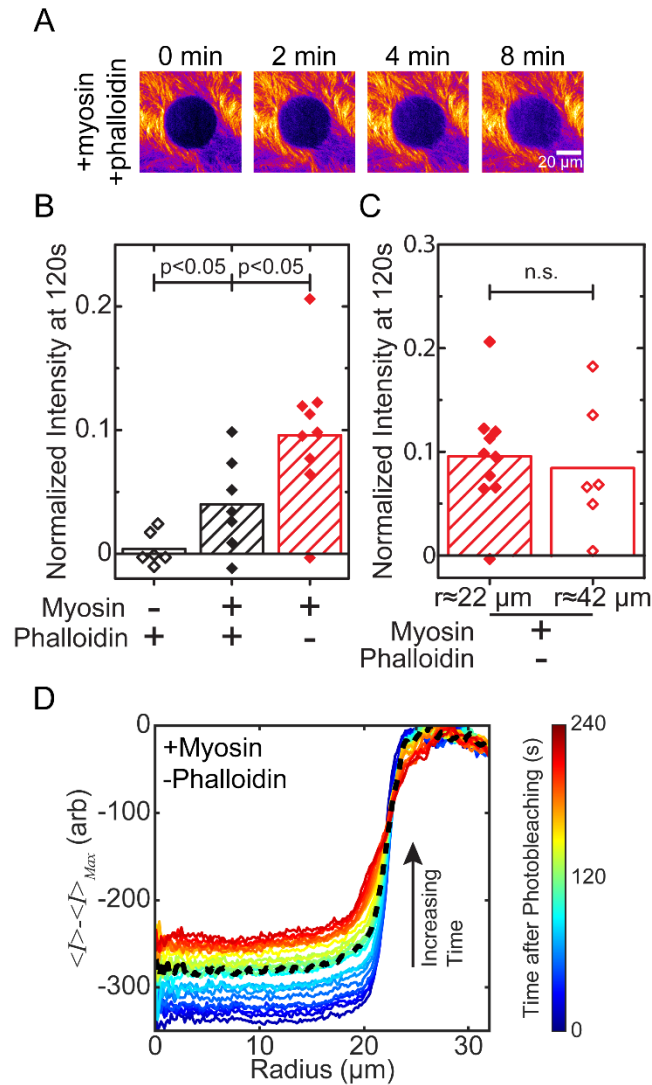 A
0 min 2 min 4 min 8 min
+myosin
+phalloidin
20 µm
B
Normalized Intensity at 120s
p<0.05 p<0.05
0.2
0.1
0
Myosin - + +
Phalloidin + + -
C
Normalized Intensity at 120s
n.s.
0.3
0.2
0.1
0
r≈22 µm r≈42 µm
Myosin +
Phalloidin -
D
+Myosin
-Phalloidin
<I>-<I>Max (arb)
0
-100
-200
-300
0 10 20 30
Radius (µm)
Increasing
Time
240
120
0
Time after Photobleaching (s)